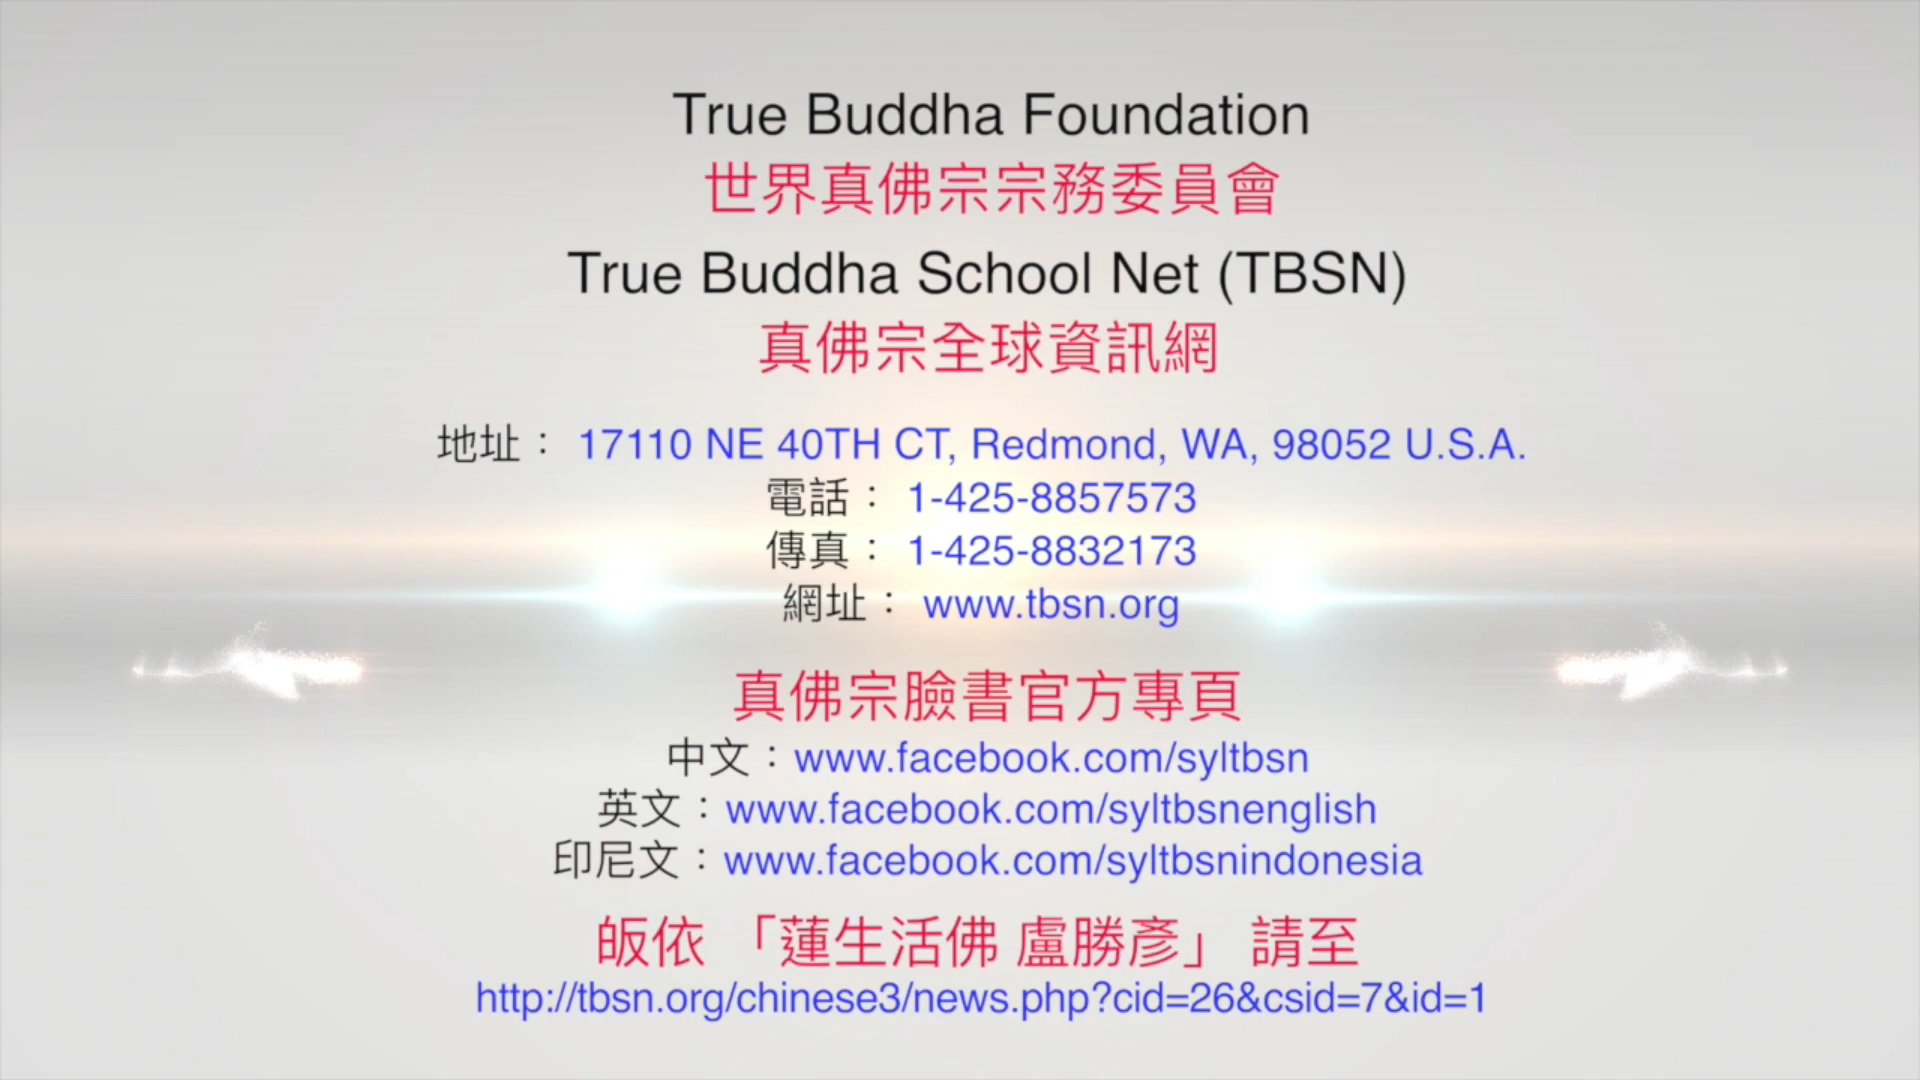 True Buddha Foundation
世界真佛宗宗務委員會
True Buddha School Net (TBSN)
真佛宗全球資訊網
地址： 17110 NE 40TH CT, Redmond, WA, 98052 U.S.A.
電話： 1-425-8857573
傳真： 1-425-8832173
網址： www.tbsn.org
真佛宗臉書官方專頁
中文：www.facebook.com/syltbsn
英文：www.facebook.com/syltbsnenglish
印尼文：www.facebook.com/syltbsnindonesia
皈依 「蓮生活佛 盧勝彥」 請至
http://tbsn.org/chinese3/news.php?cid=26&csid=7&id=1